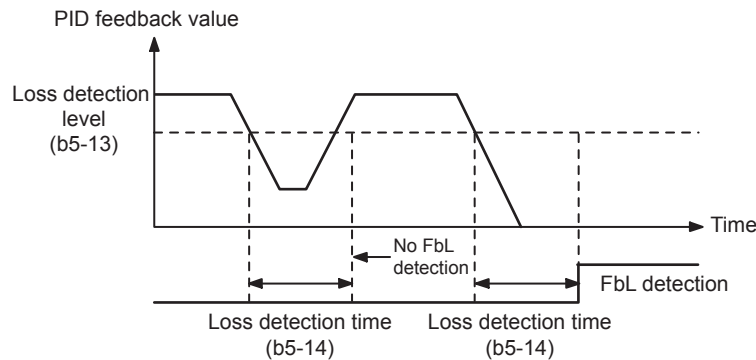 PID feedback value
Loss detection
level
(b5-13)
Time
No FbL
detection
FbL detection
Loss detection time
(b5-14)
Loss detection time
(b5-14)